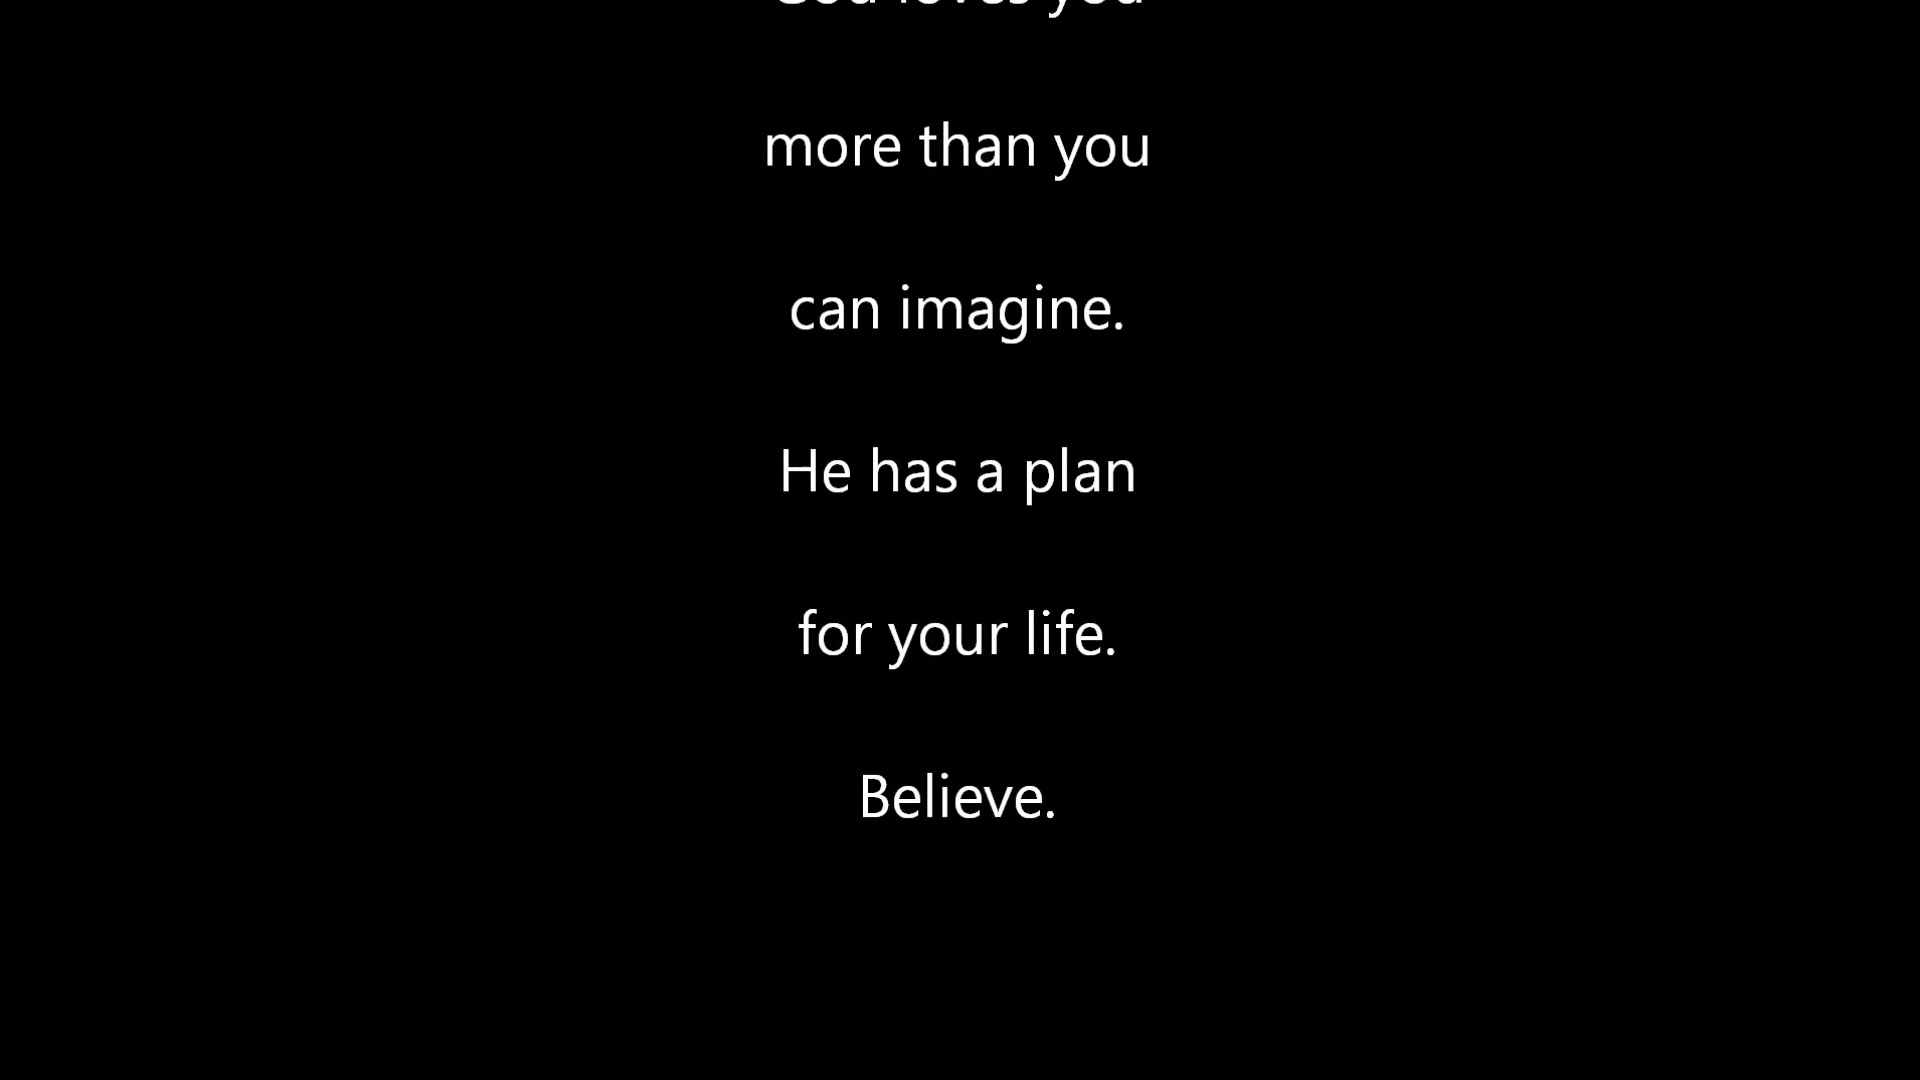 God loves you
more than you
can imagine.
He has a plan
for your life.
Believe.